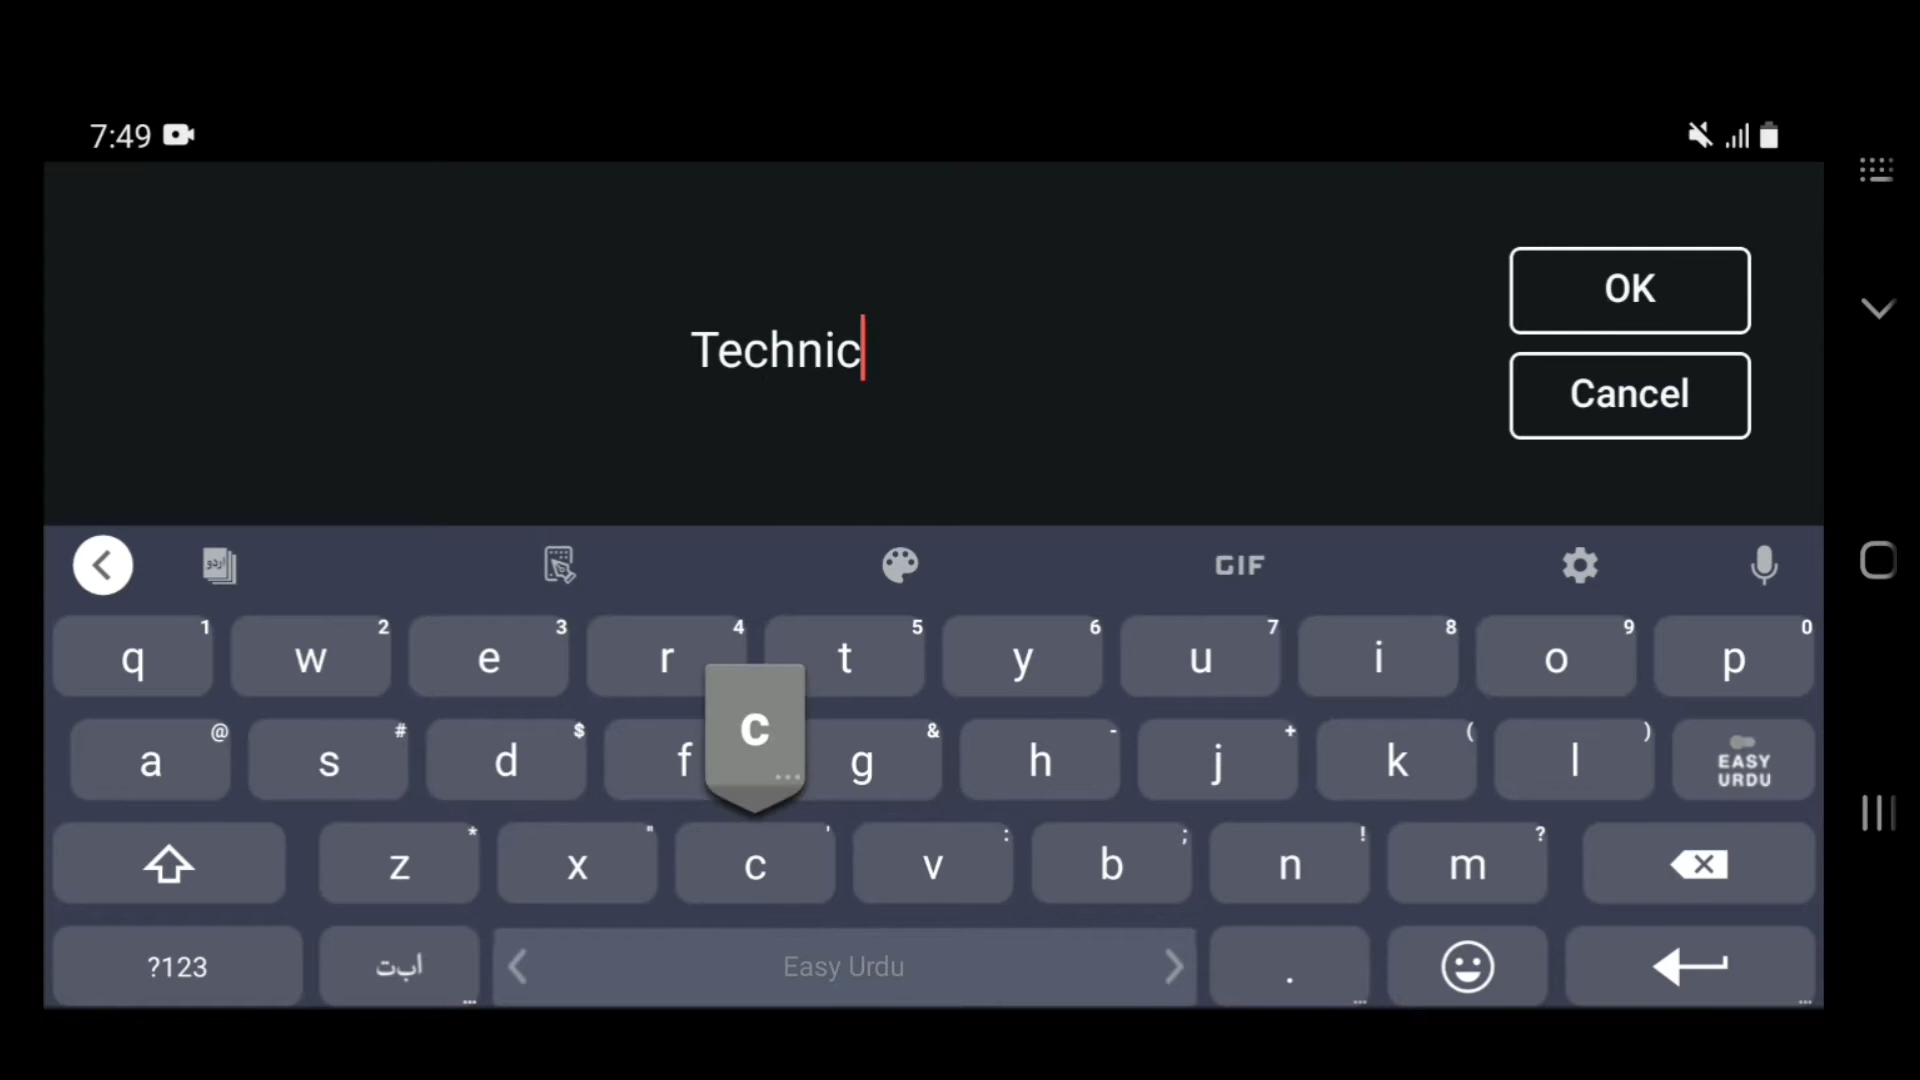 7:49
OK
Technic
Cancel
اردو
GIF
1 2 3 4 5 6 7 8 9 0
q w e r t y u i o p
@ # $ & - + ( )
a s d f c g h j k l EASY URDU
* " ' : ; ! ?
z x c v b n m
?123 ابت Easy Urdu .